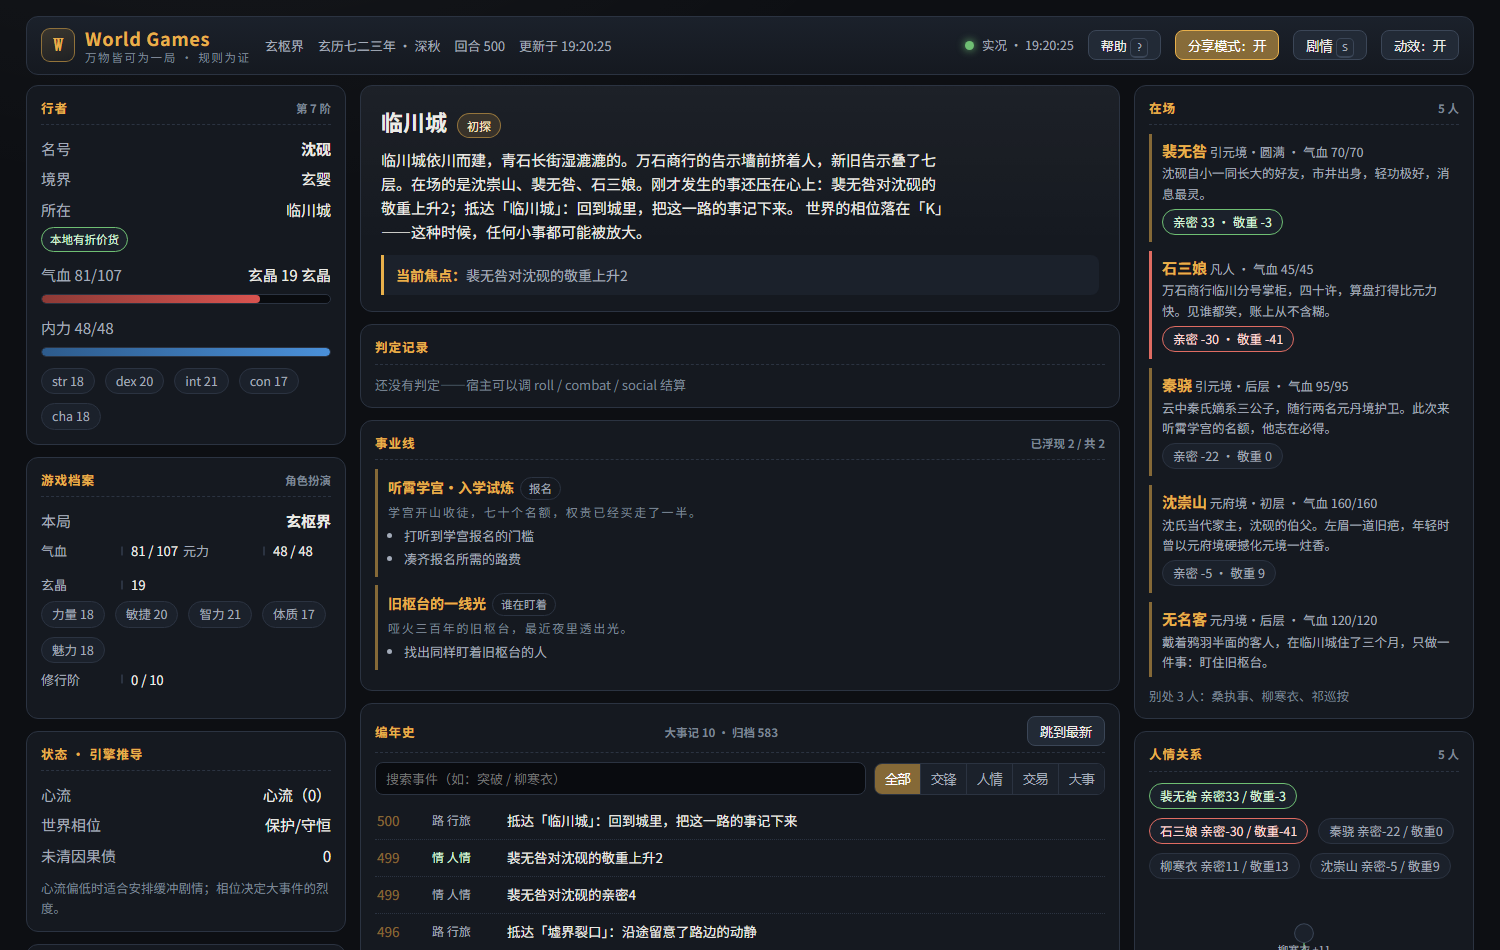 W
World Games
万物皆可为一局 · 规则为证
玄枢界 玄历七二三年 · 深秋 回合 500 更新于 19:20:25
实况 · 19:20:25
帮助 ?
分享模式：开
剧情 S
动效：开
行者 第 7 阶
名号 沈砚
境界 玄婴
所在 临川城
本地有折价货
气血 81/107 玄晶 19 玄晶
内力 48/48
str 18 dex 20 int 21 con 17
cha 18
游戏档案 角色扮演
本局 玄枢界
气血 81 / 107 元力 48 / 48
玄晶 19
力量 18 敏捷 20 智力 21 体质 17
魅力 18
修行阶 0 / 10
状态 · 引擎推导
心流 心流（0）
世界相位 保护/守恒
未清因果债 0
心流偏低时适合安排缓冲剧情；相位决定大事件的烈
度。
临川城 初探
临川城依川而建，青石长街湿漉漉的。万石商行的告示墙前挤着人，新旧告示叠了七
层。在场的是沈崇山、裴无咎、石三娘。刚才发生的事还压在心上：裴无咎对沈砚的
敬重上升2；抵达「临川城」：回到城里，把这一路的事记下来。 世界的相位落在「K」
——这种时候，任何小事都可能被放大。
当前焦点：裴无咎对沈砚的敬重上升2
判定记录
还没有判定——宿主可以调 roll / combat / social 结算
事业线 已浮现 2 / 共 2
听霄学宫·入学试炼 报名
学宫开山收徒，七十个名额，权贵已经买走了一半。
• 打听到学宫报名的门槛
• 凑齐报名所需的路费
旧枢台的一线光 谁在盯着
哑火三百年的旧枢台，最近夜里透出光。
• 找出同样盯着旧枢台的人
编年史 大事记 10 · 归档 583 跳到最新
搜索事件（如：突破 / 柳寒衣） 全部 交锋 人情 交易 大事
500 路 行旅 抵达「临川城」：回到城里，把这一路的事记下来
499 情 人情 裴无咎对沈砚的敬重上升2
499 情 人情 裴无咎对沈砚的亲密4
496 路 行旅 抵达「墟界裂口」：沿途留意了路边的动静
在场 5 人
裴无咎 引元境·圆满 · 气血 70/70
沈砚自小一同长大的好友，市井出身，轻功极好，消
息最灵。
亲密 33 · 敬重 -3
石三娘 凡人 · 气血 45/45
万石商行临川分号掌柜，四十许，算盘打得比元力
快。见谁都笑，账上从不含糊。
亲密 -30 · 敬重 -41
秦骁 引元境·后层 · 气血 95/95
云中秦氏嫡系三公子，随行两名元丹境护卫。此次来
听霄学宫的名额，他志在必得。
亲密 -22 · 敬重 0
沈崇山 元府境·初层 · 气血 160/160
沈氏当代家主，沈砚的伯父。左眉一道旧疤，年轻时
曾以元府境硬撼化元境一炷香。
亲密 -5 · 敬重 9
无名客 元丹境·后层 · 气血 120/120
戴着鸦羽半面的客人，在临川城住了三个月，只做一
件事：盯住旧枢台。
别处 3 人：桑执事、柳寒衣、祁巡按
人情关系 5 人
裴无咎 亲密33 / 敬重-3
石三娘 亲密-30 / 敬重-41 秦骁 亲密-22 / 敬重0
柳寒衣 亲密11 / 敬重13 沈崇山 亲密-5 / 敬重9
柳寒衣 +11